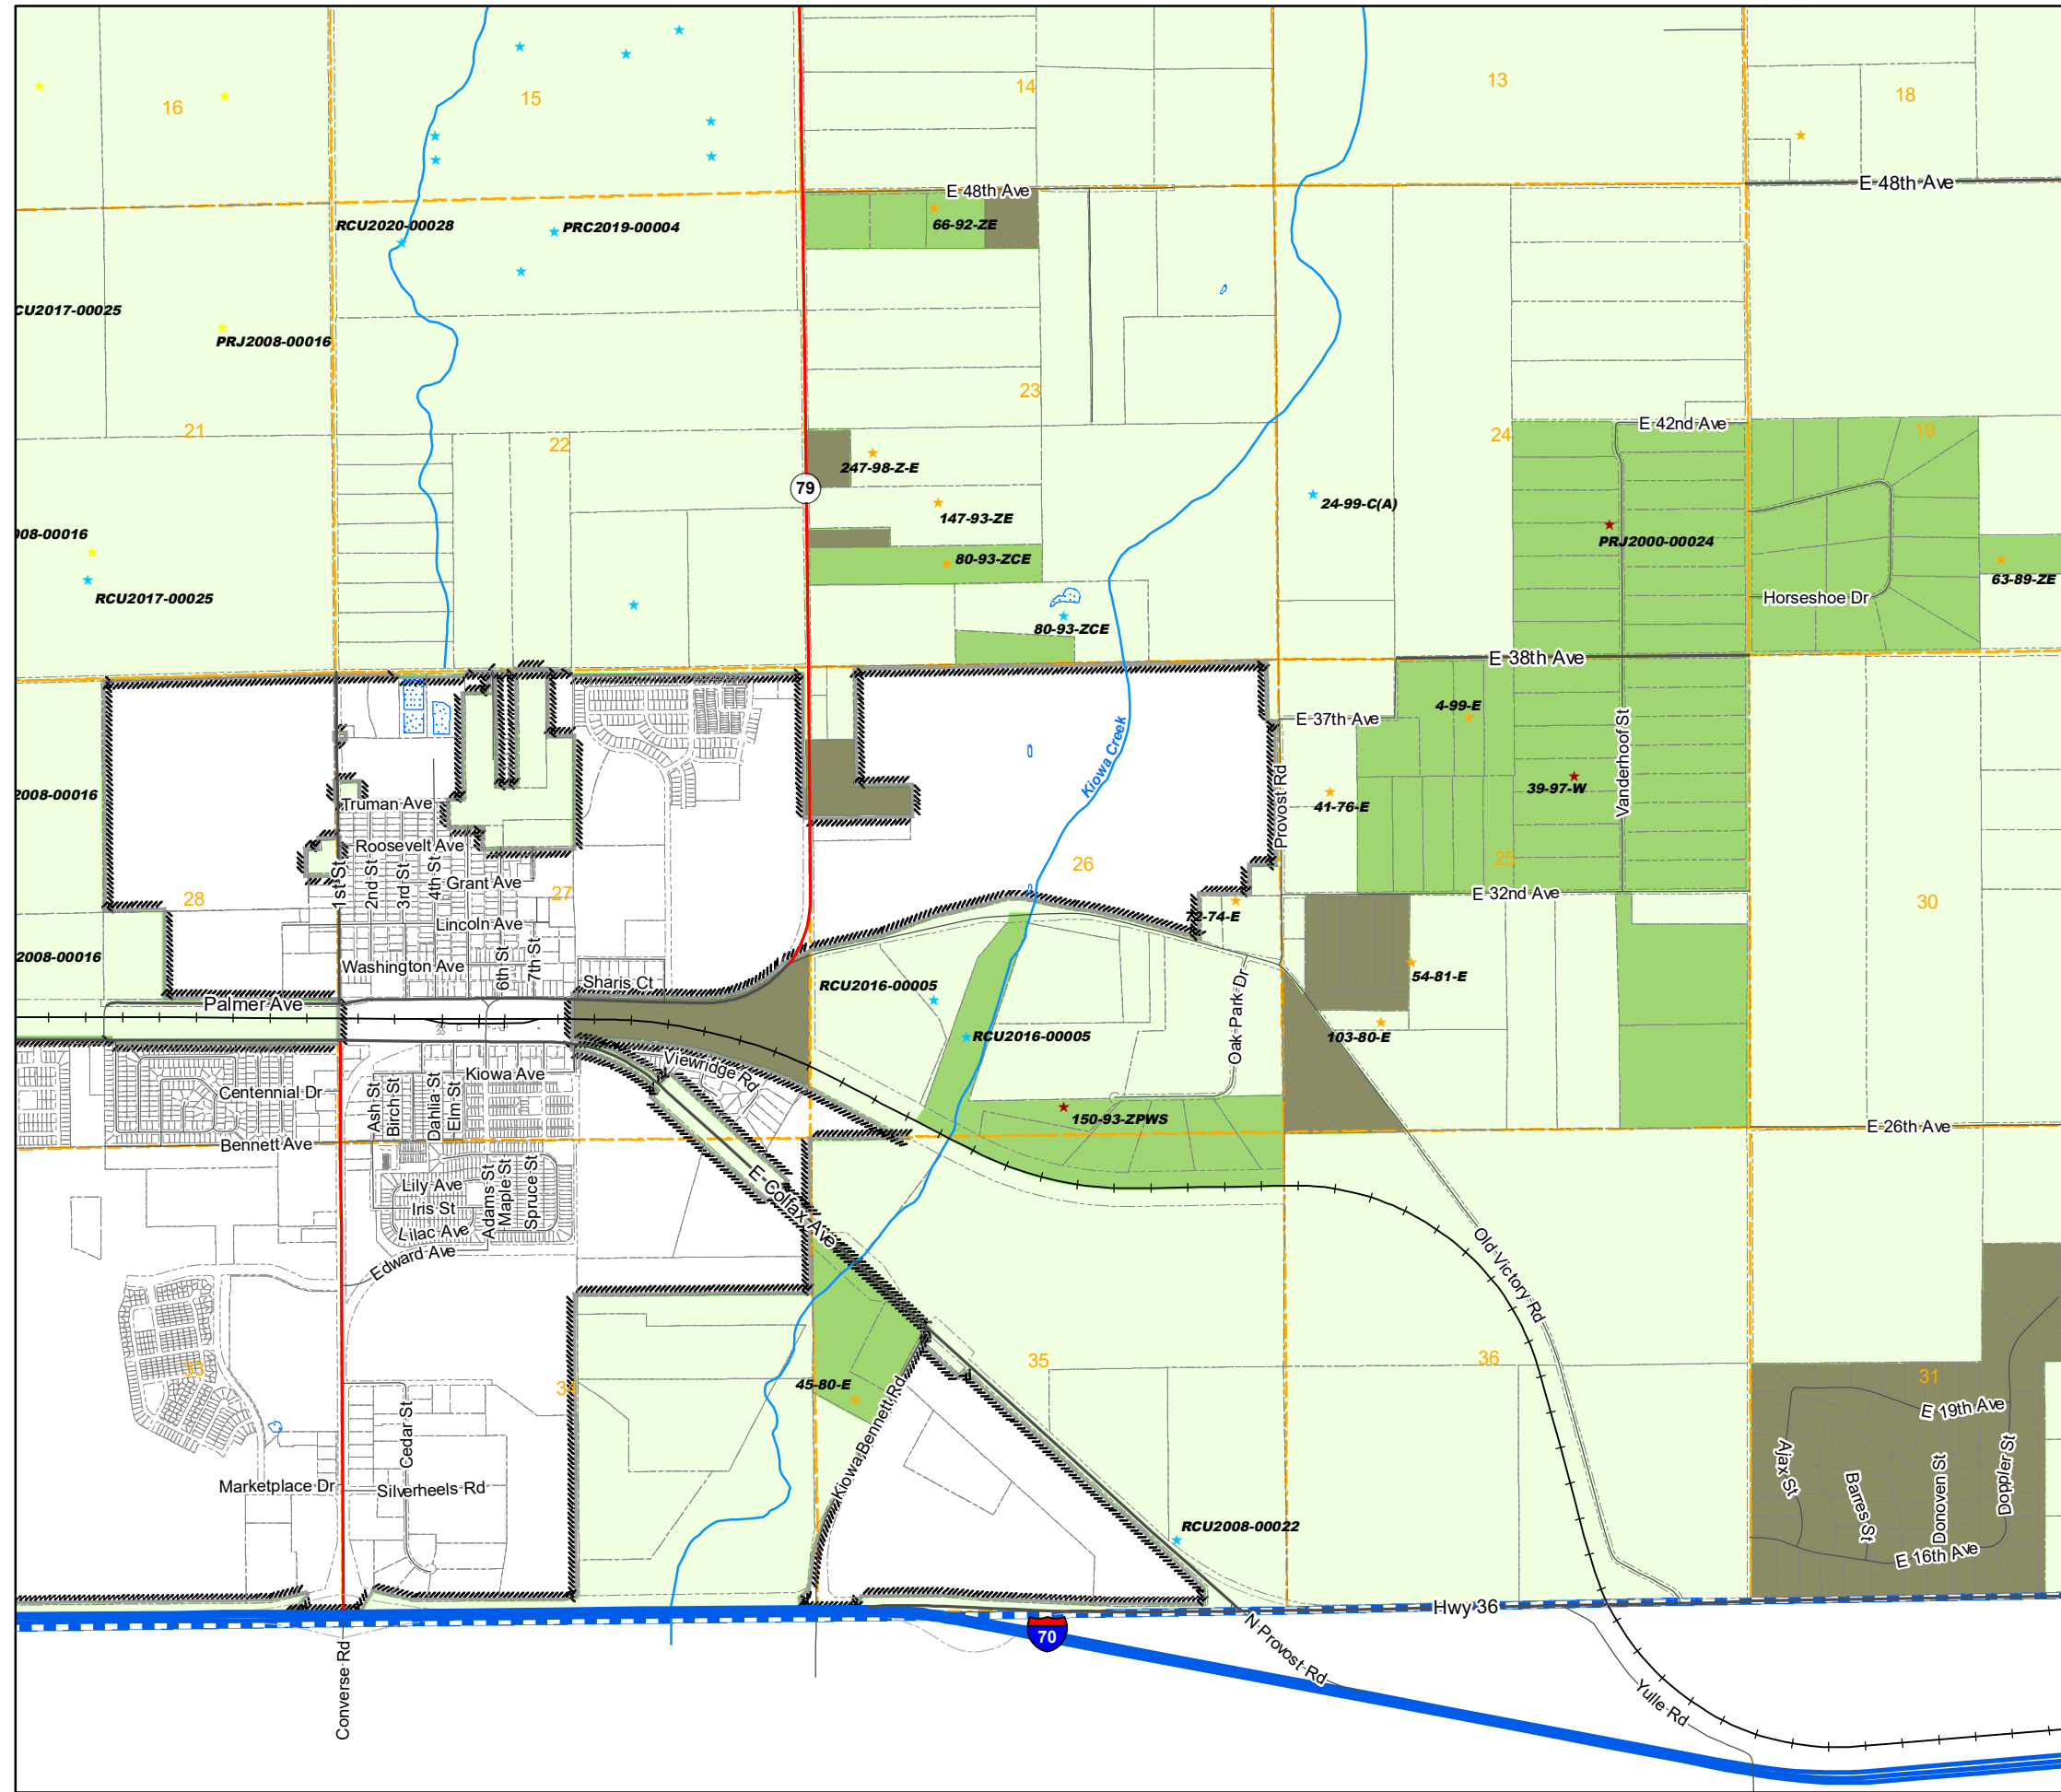 16
15
14
13
18
E 48th Ave
E 48th Ave
66-92-ZE
RCU2020-00028
PRC2019-00004
CU2017-00025
PRJ2008-00016
23
21
22
24
19
E 42nd Ave
247-98-Z-E
79
147-93-ZE
24-99-C(A)
PRJ2000-00024
008-00016
80-93-ZCE
63-89-ZE
RCU2017-00025
Horseshoe Dr
80-93-ZCE
E 38th Ave
4-99-E
E 37th Ave
Kiowa Creek
Provost Rd
Vanderhoof St
39-97-W
2008-00016
Truman Ave
41-76-E
Roosevelt Ave
26
25
1st St
2nd St
3rd St
4th St
Grant Ave
28
27
E 32nd Ave
30
72-74-E
Lincoln Ave
2008-00016
Washington Ave
6th St
7th St
Sharis Ct
54-81-E
RCU2016-00005
Palmer Ave
Oak Park Dr
RCU2016-00005
103-80-E
Viewridge Rd
Kiowa Ave
Centennial Dr
Ash St
Birch St
Dahlia St
Elm St
150-93-ZPWS
E 26th Ave
Bennett Ave
Lily Ave
Iris St
Lilac Ave
Edward Ave
Adams St
Maple St
Spruce St
E Colfax Ave
Old Victory Rd
33
34
35
36
31
45-80-E
Kiowa Bennett Rd
Cedar St
E 19th Ave
Ajax St
Barres St
Donoven St
Doppler St
Marketplace Dr
Silverheels Rd
RCU2008-00022
E 16th Ave
Hwy 36
70
N Provost Rd
Converse Rd
Yulle Rd